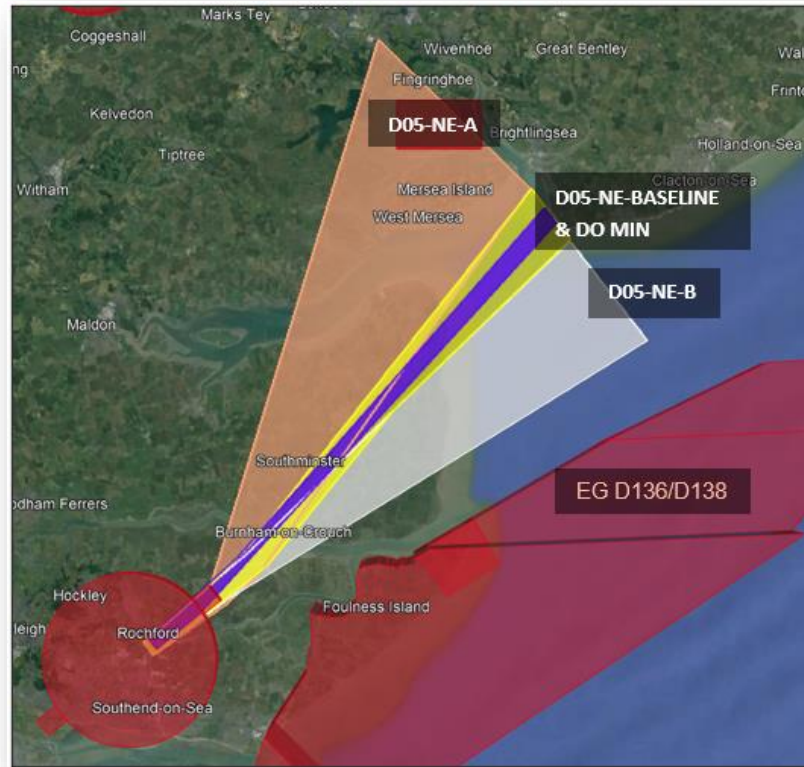 Marks Tey
Coggeshall
Wivenhoe
Great Bentley
Fingringhoe
Kelvedon
D05-NE-A
Brightlingsea
Tiptree
Holland-on-Sea
Witham
Mersea Island
Clacton-on-Sea
D05-NE-BASELINE
& DO MIN
West Mersea
D05-NE-B
Maldon
Southminster
EG D136/D138
Burnham-on-Crouch
Hockley
Foulness Island
Rochford
Southend-on-Sea